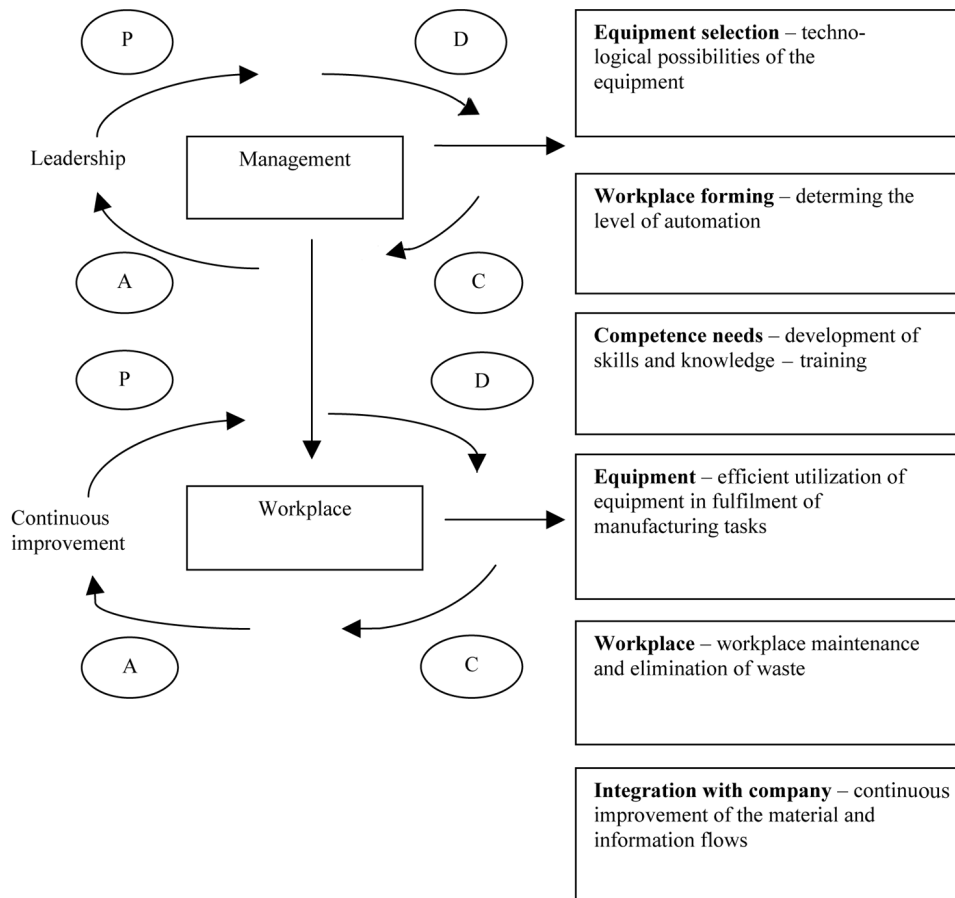 P
D
Leadership
Management
A
C
P
D
Continuous
improvement
Workplace
A
C
Equipment selection – techno-
logical possibilities of the
equipment
Workplace forming – determing the
level of automation
Competence needs – development of
skills and knowledge – training
Equipment – efficient utilization of
equipment in fulfilment of
manufacturing tasks
Workplace – workplace maintenance
and elimination of waste
Integration with company – continuous
improvement of the material and
information flows